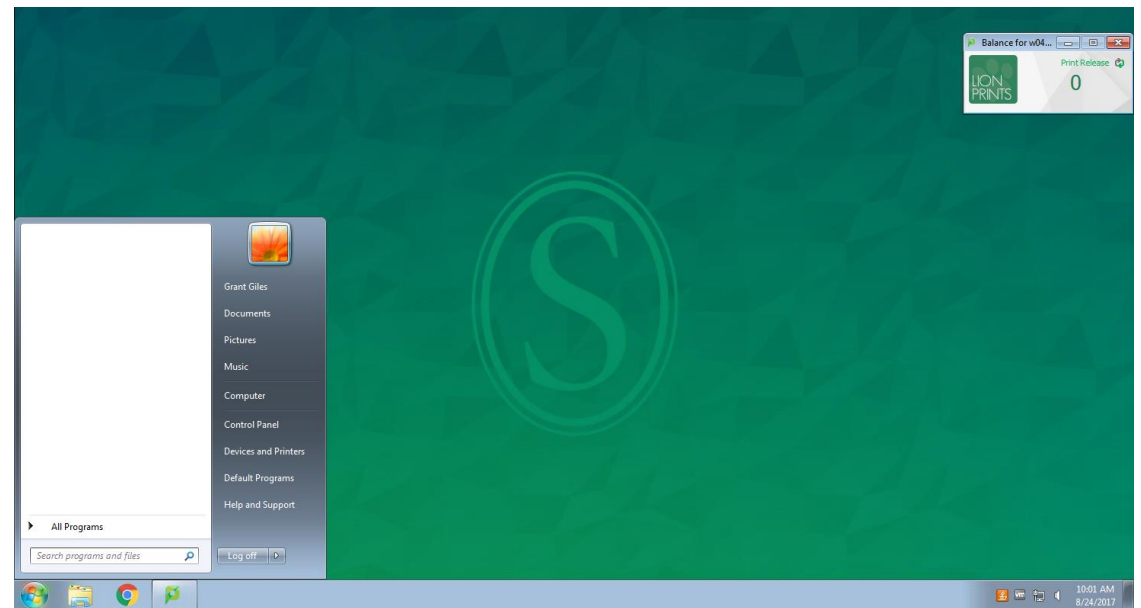 Balance for w04...
Print Release
LION
PRINTS
0
S
Grant Giles
Documents
Pictures
Music
Computer
Control Panel
Devices and Printers
Default Programs
Help and Support
All Programs
Search programs and files
Log off
10:01 AM
8/24/2017